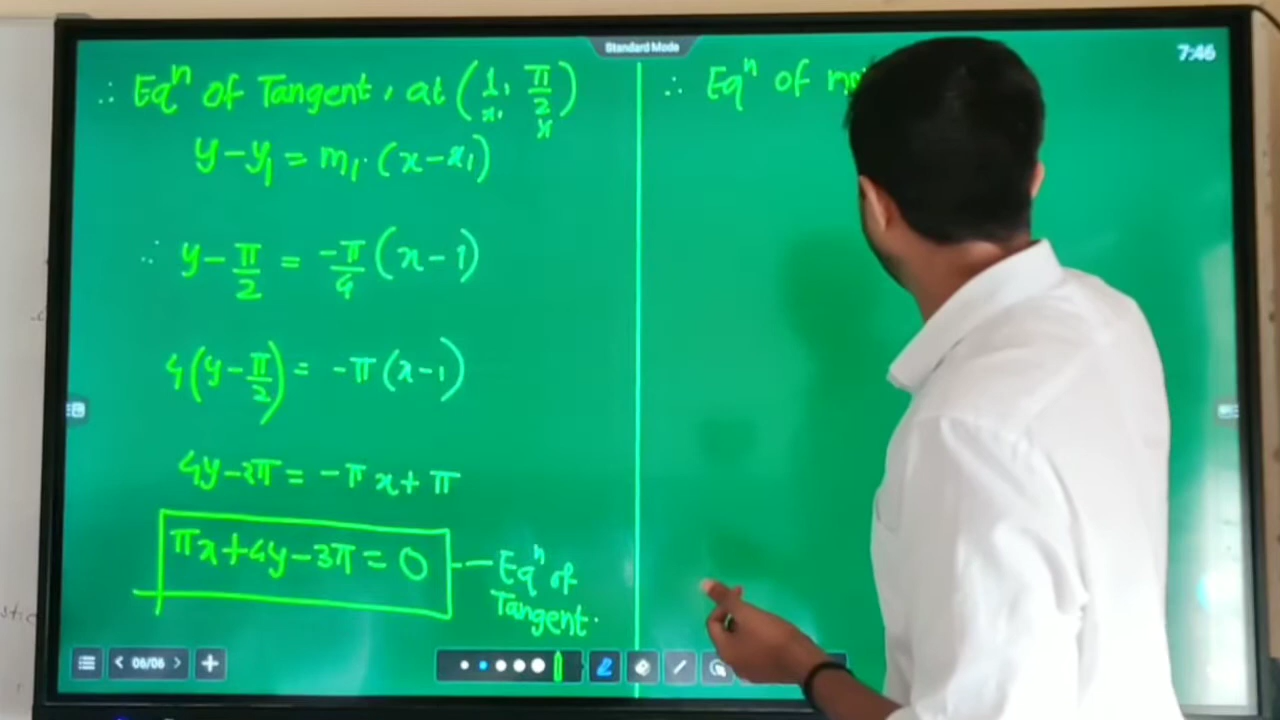 Standard Mode
7:46
∴ Eqⁿ of Tangent, at (1, π/2)
x₁ y₁
y - y₁ = m₁. (x - x₁)
∴ y - π/2 = -π/4 (x - 1)
4(y - π/2) = -π(x - 1)
4y - 2π = -π x + π
πx + 4y - 3π = 0 — Eqⁿ of
Tangent.
06/06
∴ Eqⁿ of